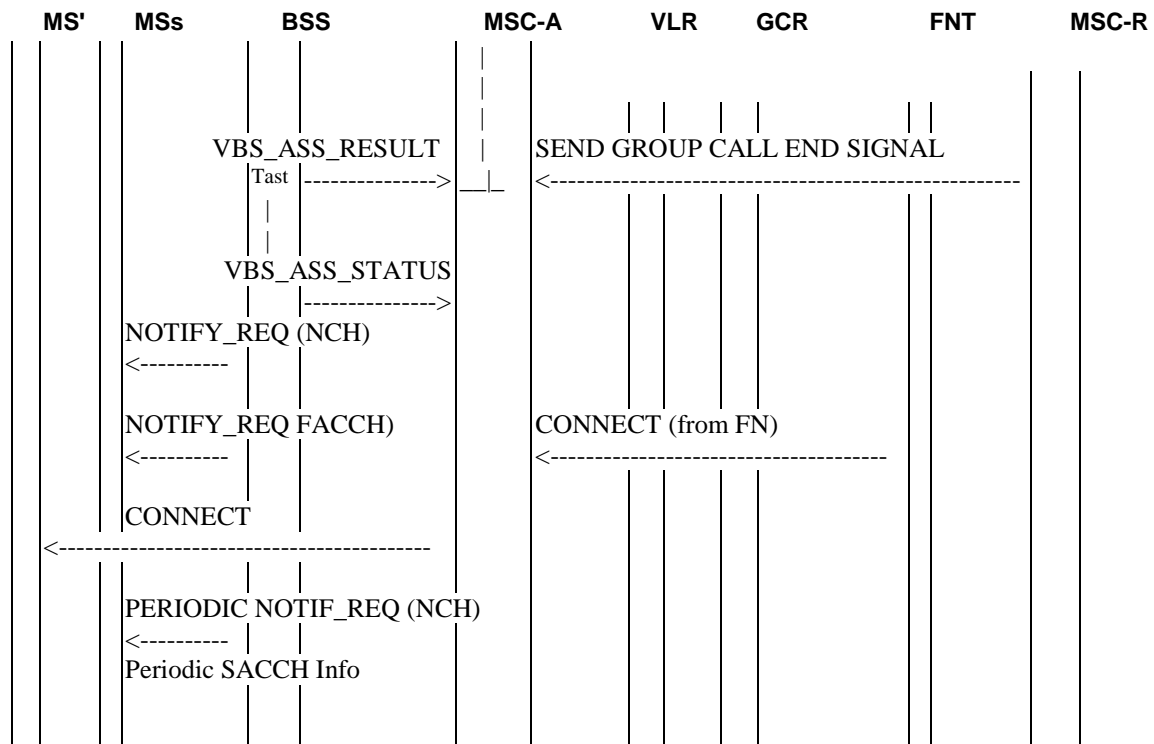 MS' MSs BSS MSC-A VLR GCR FNT MSC-R
VBS_ASS_RESULT SEND GROUP CALL END SIGNAL
Tast
VBS_ASS_STATUS
NOTIFY_REQ (NCH)
NOTIFY_REQ FACCH) CONNECT (from FN)
CONNECT
PERIODIC NOTIF_REQ (NCH)
Periodic SACCH Info